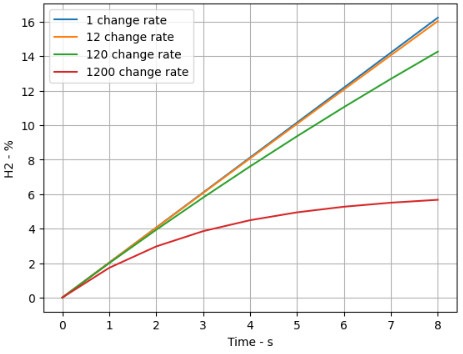 1 change rate
12 change rate
120 change rate
1200 change rate
16
14
12
10
8
6
4
2
0
H2 - %
0 1 2 3 4 5 6 7 8
Time - s